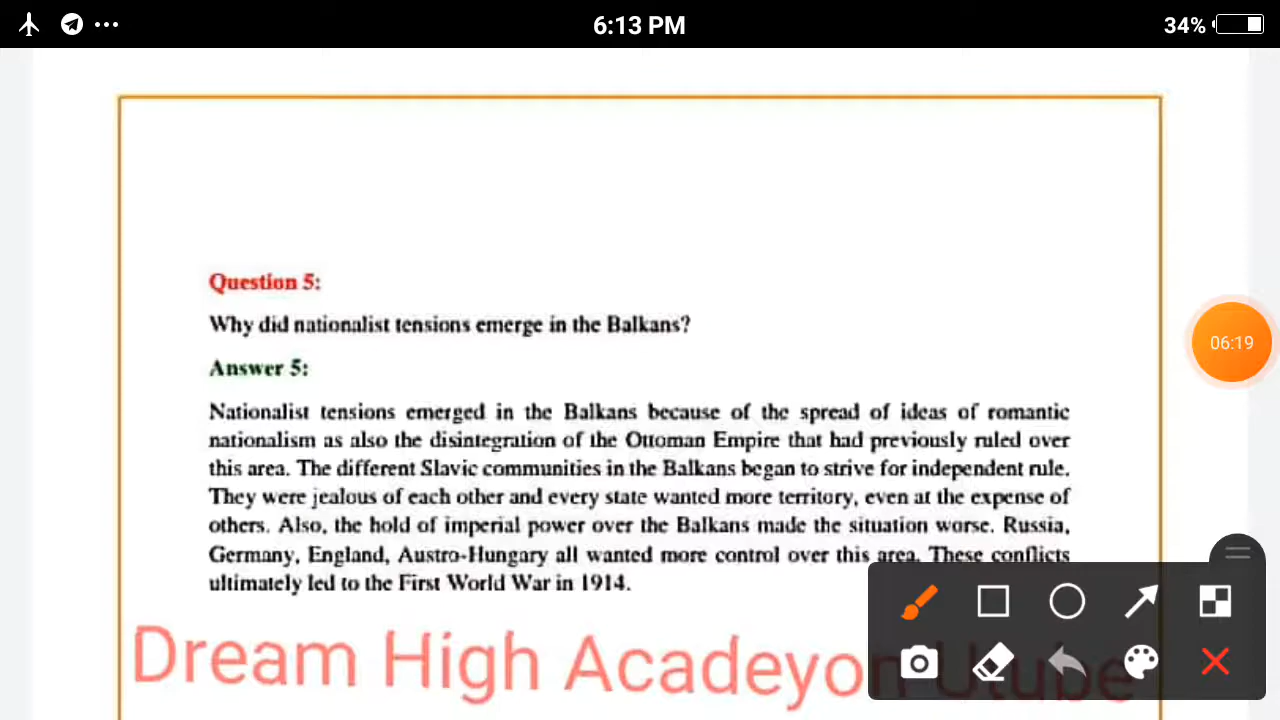 6:13 PM
34%
Question 5:
Why did nationalist tensions emerge in the Balkans?
06:19
Answer 5:
Nationalist tensions emerged in the Balkans because of the spread of ideas of romantic
nationalism as also the disintegration of the Ottoman Empire that had previously ruled over
this area. The different Slavic communities in the Balkans began to strive for independent rule.
They were jealous of each other and every state wanted more territory, even at the expense of
others. Also, the hold of imperial power over the Balkans made the situation worse. Russia,
Germany, England, Austro-Hungary all wanted more control over this area. These conflicts
ultimately led to the First World War in 1914.
Dream High Acadeyon Utube